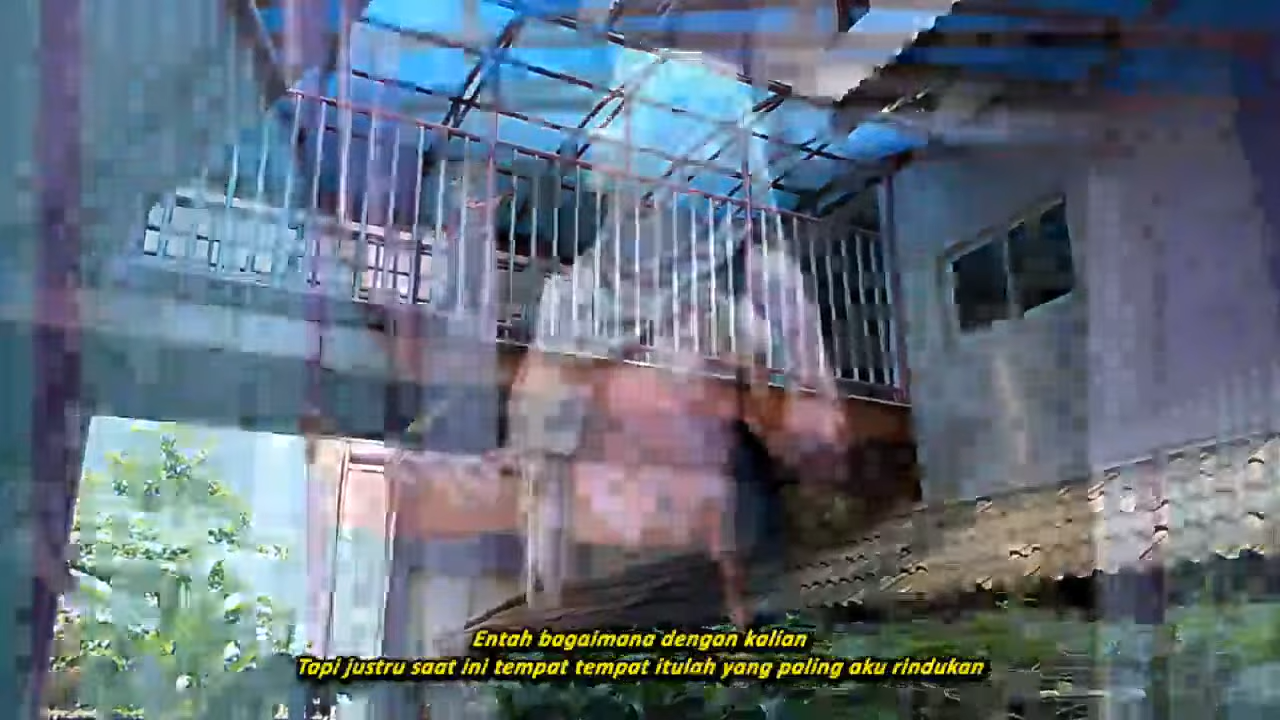 Entah bagaimana dengan kalian
Tapi justru saat ini tempat tempat itulah yang paling aku rindukan